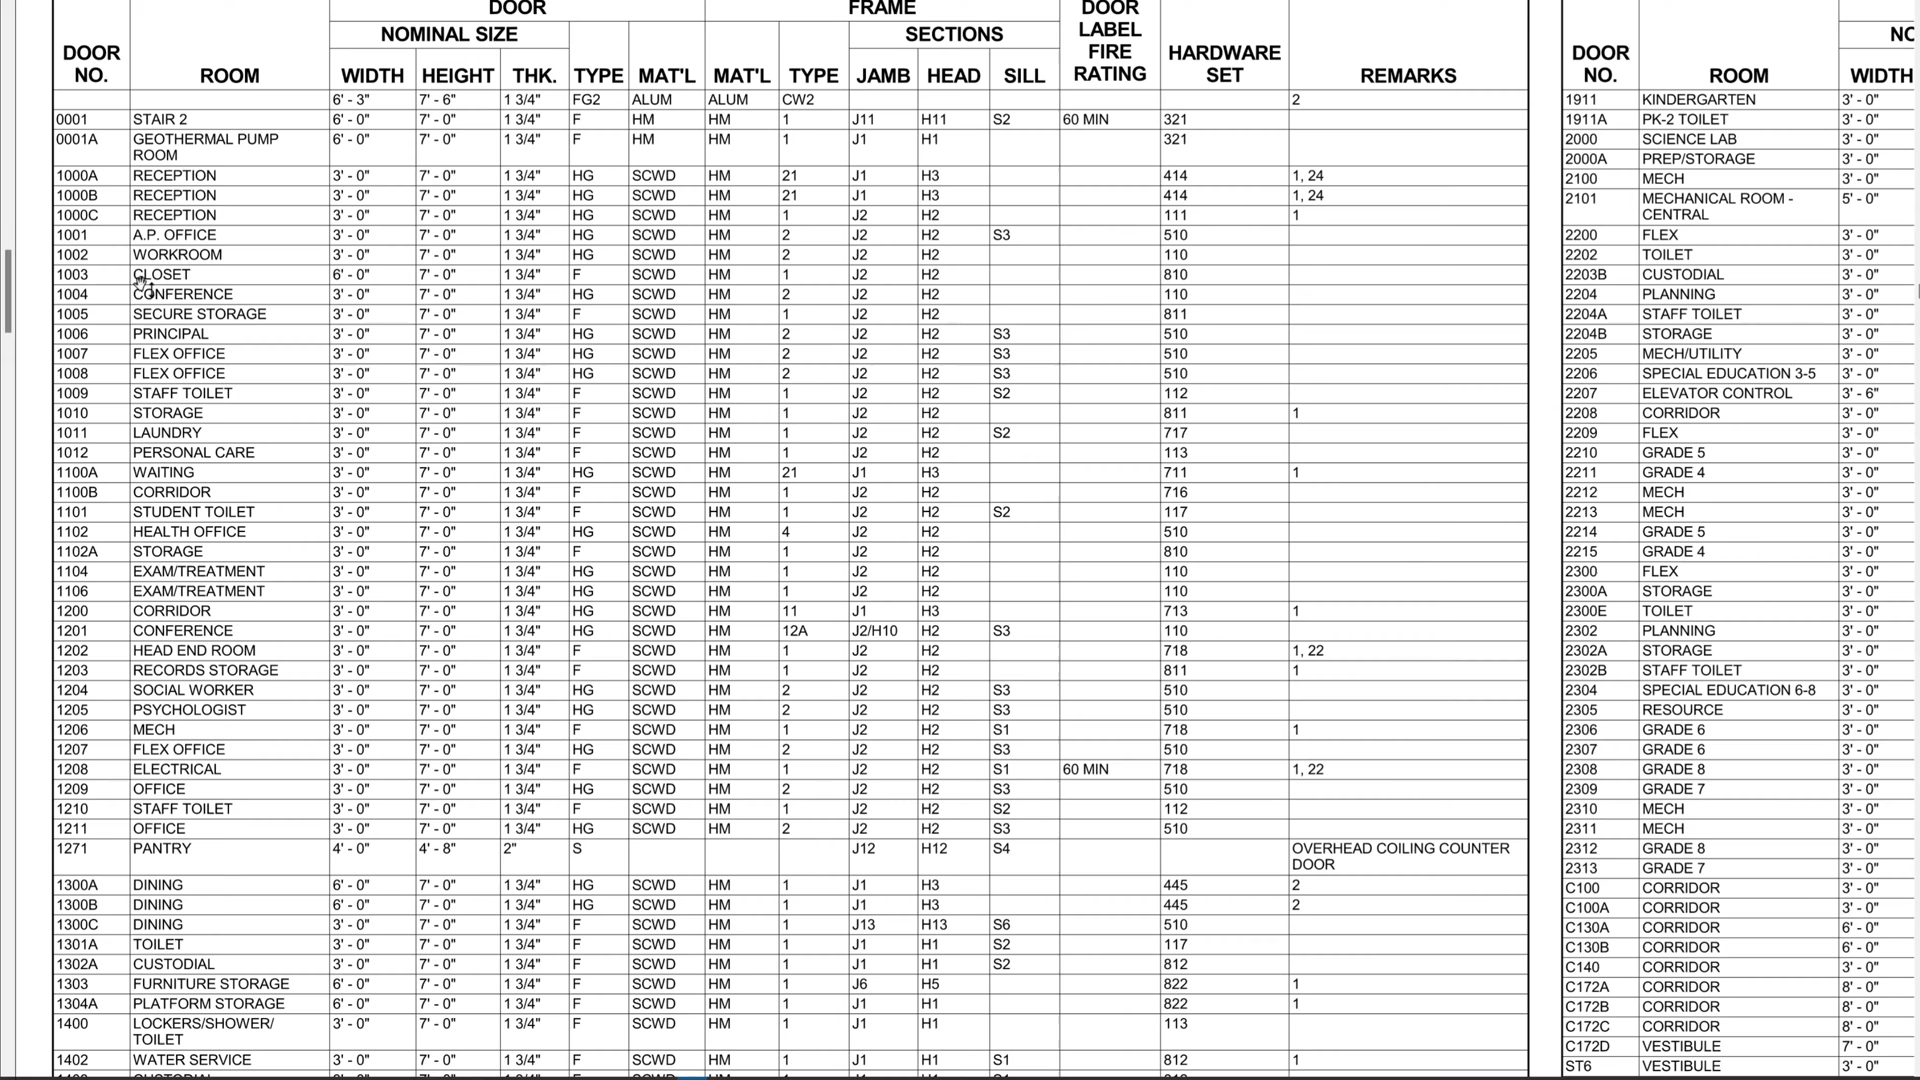 DOOR FRAME DOOR LABEL FIRE RATING
NOMINAL SIZE SECTIONS NO
DOOR NO. ROOM WIDTH HEIGHT THK. TYPE MAT'L MAT'L TYPE JAMB HEAD SILL HARDWARE SET REMARKS DOOR NO. ROOM WIDTH
6' - 3" 7' - 6" 1 3/4" FG2 ALUM ALUM CW2 2
0001 STAIR 2 6' - 0" 7' - 0" 1 3/4" F HM HM 1 J11 H11 S2 60 MIN 321
0001A GEOTHERMAL PUMP ROOM 6' - 0" 7' - 0" 1 3/4" F HM HM 1 J1 H1 321
1000A RECEPTION 3' - 0" 7' - 0" 1 3/4" HG SCWD HM 21 J1 H3 414 1, 24
1000B RECEPTION 3' - 0" 7' - 0" 1 3/4" HG SCWD HM 21 J1 H3 414 1, 24
1000C RECEPTION 3' - 0" 7' - 0" 1 3/4" HG SCWD HM 1 J2 H2 111 1
1001 A.P. OFFICE 3' - 0" 7' - 0" 1 3/4" HG SCWD HM 2 J2 H2 S3 510
1002 WORKROOM 3' - 0" 7' - 0" 1 3/4" HG SCWD HM 2 J2 H2 110
1003 CLOSET 6' - 0" 7' - 0" 1 3/4" F SCWD HM 1 J2 H2 810
1004 CONFERENCE 3' - 0" 7' - 0" 1 3/4" HG SCWD HM 2 J2 H2 110
1005 SECURE STORAGE 3' - 0" 7' - 0" 1 3/4" F SCWD HM 1 J2 H2 811
1006 PRINCIPAL 3' - 0" 7' - 0" 1 3/4" HG SCWD HM 2 J2 H2 S3 510
1007 FLEX OFFICE 3' - 0" 7' - 0" 1 3/4" HG SCWD HM 2 J2 H2 S3 510
1008 FLEX OFFICE 3' - 0" 7' - 0" 1 3/4" HG SCWD HM 2 J2 H2 S3 510
1009 STAFF TOILET 3' - 0" 7' - 0" 1 3/4" F SCWD HM 1 J2 H2 S2 112
1010 STORAGE 3' - 0" 7' - 0" 1 3/4" F SCWD HM 1 J2 H2 811 1
1011 LAUNDRY 3' - 0" 7' - 0" 1 3/4" F SCWD HM 1 J2 H2 S2 717
1012 PERSONAL CARE 3' - 0" 7' - 0" 1 3/4" F SCWD HM 1 J2 H2 113
1100A WAITING 3' - 0" 7' - 0" 1 3/4" HG SCWD HM 21 J1 H3 711 1
1100B CORRIDOR 3' - 0" 7' - 0" 1 3/4" F SCWD HM 1 J2 H2 716
1101 STUDENT TOILET 3' - 0" 7' - 0" 1 3/4" F SCWD HM 1 J2 H2 S2 117
1102 HEALTH OFFICE 3' - 0" 7' - 0" 1 3/4" HG SCWD HM 4 J2 H2 510
1102A STORAGE 3' - 0" 7' - 0" 1 3/4" F SCWD HM 1 J2 H2 810
1104 EXAM/TREATMENT 3' - 0" 7' - 0" 1 3/4" HG SCWD HM 1 J2 H2 110
1106 EXAM/TREATMENT 3' - 0" 7' - 0" 1 3/4" HG SCWD HM 1 J2 H2 110
1200 CORRIDOR 3' - 0" 7' - 0" 1 3/4" HG SCWD HM 11 J1 H3 713 1
1201 CONFERENCE 3' - 0" 7' - 0" 1 3/4" HG SCWD HM 12A J2/H10 H2 S3 110
1202 HEAD END ROOM 3' - 0" 7' - 0" 1 3/4" F SCWD HM 1 J2 H2 718 1, 22
1203 RECORDS STORAGE 3' - 0" 7' - 0" 1 3/4" F SCWD HM 1 J2 H2 811 1
1204 SOCIAL WORKER 3' - 0" 7' - 0" 1 3/4" HG SCWD HM 2 J2 H2 S3 510
1205 PSYCHOLOGIST 3' - 0" 7' - 0" 1 3/4" HG SCWD HM 2 J2 H2 S3 510
1206 MECH 3' - 0" 7' - 0" 1 3/4" F SCWD HM 1 J2 H2 S1 718 1
1207 FLEX OFFICE 3' - 0" 7' - 0" 1 3/4" HG SCWD HM 2 J2 H2 S3 510
1208 ELECTRICAL 3' - 0" 7' - 0" 1 3/4" F SCWD HM 1 J2 H2 S1 60 MIN 718 1, 22
1209 OFFICE 3' - 0" 7' - 0" 1 3/4" HG SCWD HM 2 J2 H2 S3 510
1210 STAFF TOILET 3' - 0" 7' - 0" 1 3/4" F SCWD HM 1 J2 H2 S2 112
1211 OFFICE 3' - 0" 7' - 0" 1 3/4" HG SCWD HM 2 J2 H2 S3 510
1271 PANTRY 4' - 0" 4' - 8" 2" S J12 H12 S4 OVERHEAD COILING COUNTER DOOR
1300A DINING 6' - 0" 7' - 0" 1 3/4" HG SCWD HM 1 J1 H3 445 2
1300B DINING 6' - 0" 7' - 0" 1 3/4" HG SCWD HM 1 J1 H3 445 2
1300C DINING 3' - 0" 7' - 0" 1 3/4" F SCWD HM 1 J13 H13 S6 510
1301A TOILET 3' - 0" 7' - 0" 1 3/4" F SCWD HM 1 J1 H1 S2 117
1302A CUSTODIAL 3' - 0" 7' - 0" 1 3/4" F SCWD HM 1 J1 H1 S2 812
1303 FURNITURE STORAGE 6' - 0" 7' - 0" 1 3/4" F SCWD HM 1 J6 H5 822 1
1304A PLATFORM STORAGE 6' - 0" 7' - 0" 1 3/4" F SCWD HM 1 J1 H1 822 1
1400 LOCKERS/SHOWER/ TOILET 3' - 0" 7' - 0" 1 3/4" F SCWD HM 1 J1 H1 113
1402 WATER SERVICE 3' - 0" 7' - 0" 1 3/4" F SCWD HM 1 J1 H1 S1 812 1
1911 KINDERGARTEN 3' - 0"
1911A PK-2 TOILET 3' - 0"
2000 SCIENCE LAB 3' - 0"
2000A PREP/STORAGE 3' - 0"
2100 MECH 3' - 0"
2101 MECHANICAL ROOM - CENTRAL 5' - 0"
2200 FLEX 3' - 0"
2202 TOILET 3' - 0"
2203B CUSTODIAL 3' - 0"
2204 PLANNING 3' - 0"
2204A STAFF TOILET 3' - 0"
2204B STORAGE 3' - 0"
2205 MECH/UTILITY 3' - 0"
2206 SPECIAL EDUCATION 3-5 3' - 0"
2207 ELEVATOR CONTROL 3' - 6"
2208 CORRIDOR 3' - 0"
2209 FLEX 3' - 0"
2210 GRADE 5 3' - 0"
2211 GRADE 4 3' - 0"
2212 MECH 3' - 0"
2213 MECH 3' - 0"
2214 GRADE 5 3' - 0"
2215 GRADE 4 3' - 0"
2300 FLEX 3' - 0"
2300A STORAGE 3' - 0"
2300E TOILET 3' - 0"
2302 PLANNING 3' - 0"
2302A STORAGE 3' - 0"
2302B STAFF TOILET 3' - 0"
2304 SPECIAL EDUCATION 6-8 3' - 0"
2305 RESOURCE 3' - 0"
2306 GRADE 6 3' - 0"
2307 GRADE 6 3' - 0"
2308 GRADE 8 3' - 0"
2309 GRADE 7 3' - 0"
2310 MECH 3' - 0"
2311 MECH 3' - 0"
2312 GRADE 8 3' - 0"
2313 GRADE 7 3' - 0"
C100 CORRIDOR 3' - 0"
C100A CORRIDOR 3' - 0"
C130A CORRIDOR 6' - 0"
C130B CORRIDOR 6' - 0"
C140 CORRIDOR 3' - 0"
C172A CORRIDOR 8' - 0"
C172B CORRIDOR 8' - 0"
C172C CORRIDOR 8' - 0"
C172D VESTIBULE 7' - 0"
ST6 VESTIBULE 3' - 0"